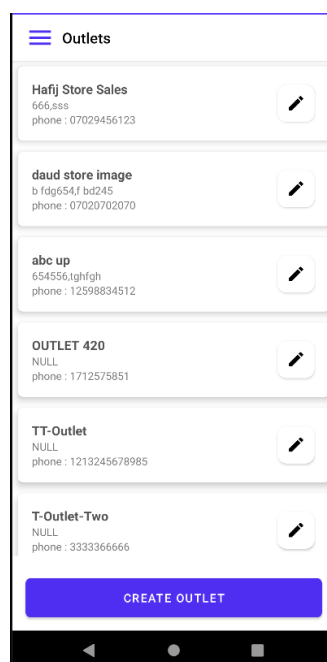 Outlets
Hafij Store Sales
666,sss
phone : 07029456123
daud store image
b fdg654,f bd245
phone : 07020702070
abc up
654556,tghfgh
phone : 12598834512
OUTLET 420
NULL
phone : 1712575851
TT-Outlet
NULL
phone : 1213245678985
T-Outlet-Two
NULL
phone : 3333366666
CREATE OUTLET